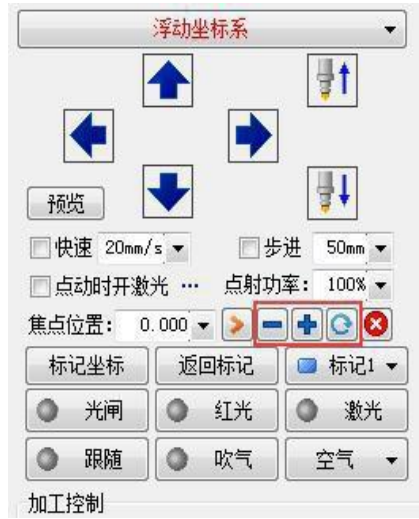 浮动坐标系
预览
快速 20mm/s 步进 50mm
点动时开激光 ··· 点射功率: 100%
焦点位置: 0.000
标记坐标 返回标记 标记1
光闸 红光 激光
跟随 吹气 空气
加工控制